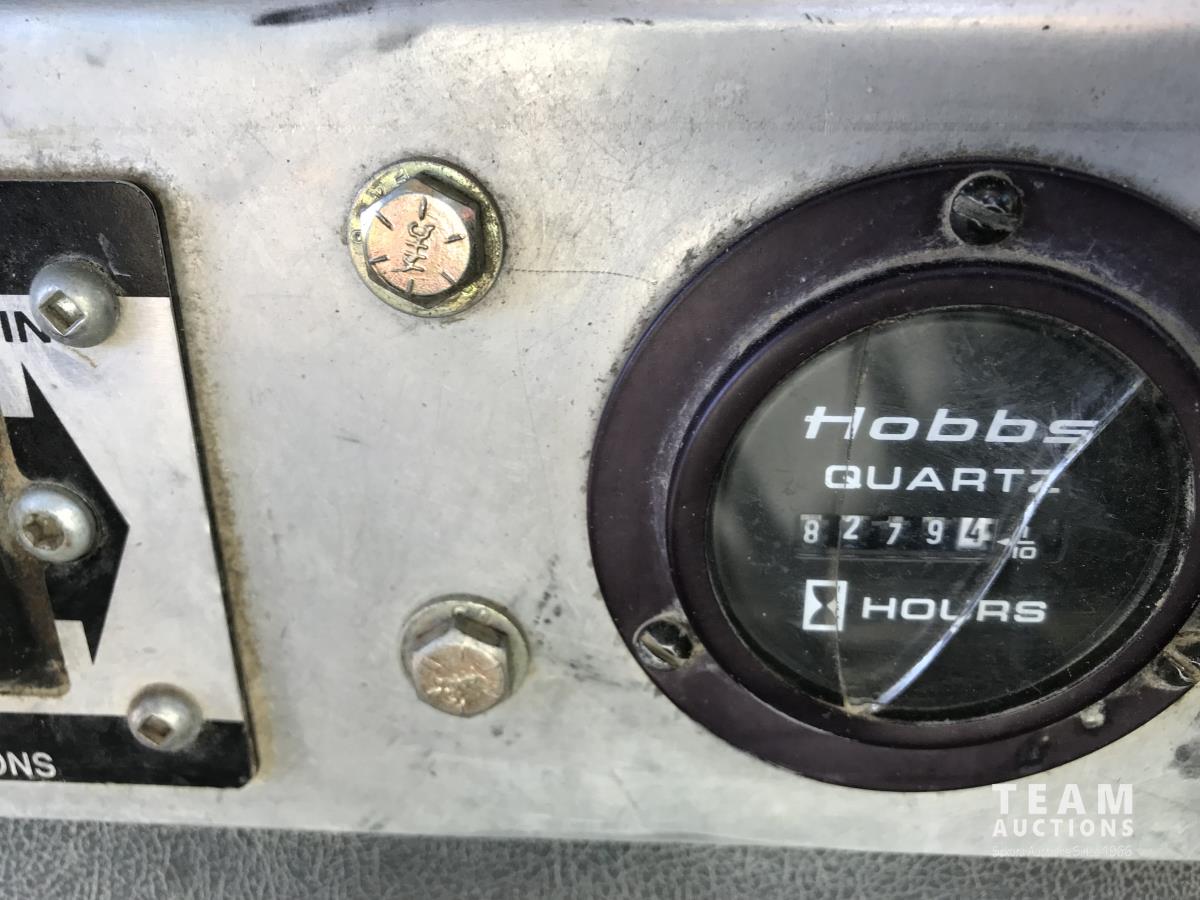 Hobbs
QUARTZ
8 2 7 9 4 1/10
HOURS
IN
ONS
TEAM
AUCTIONS